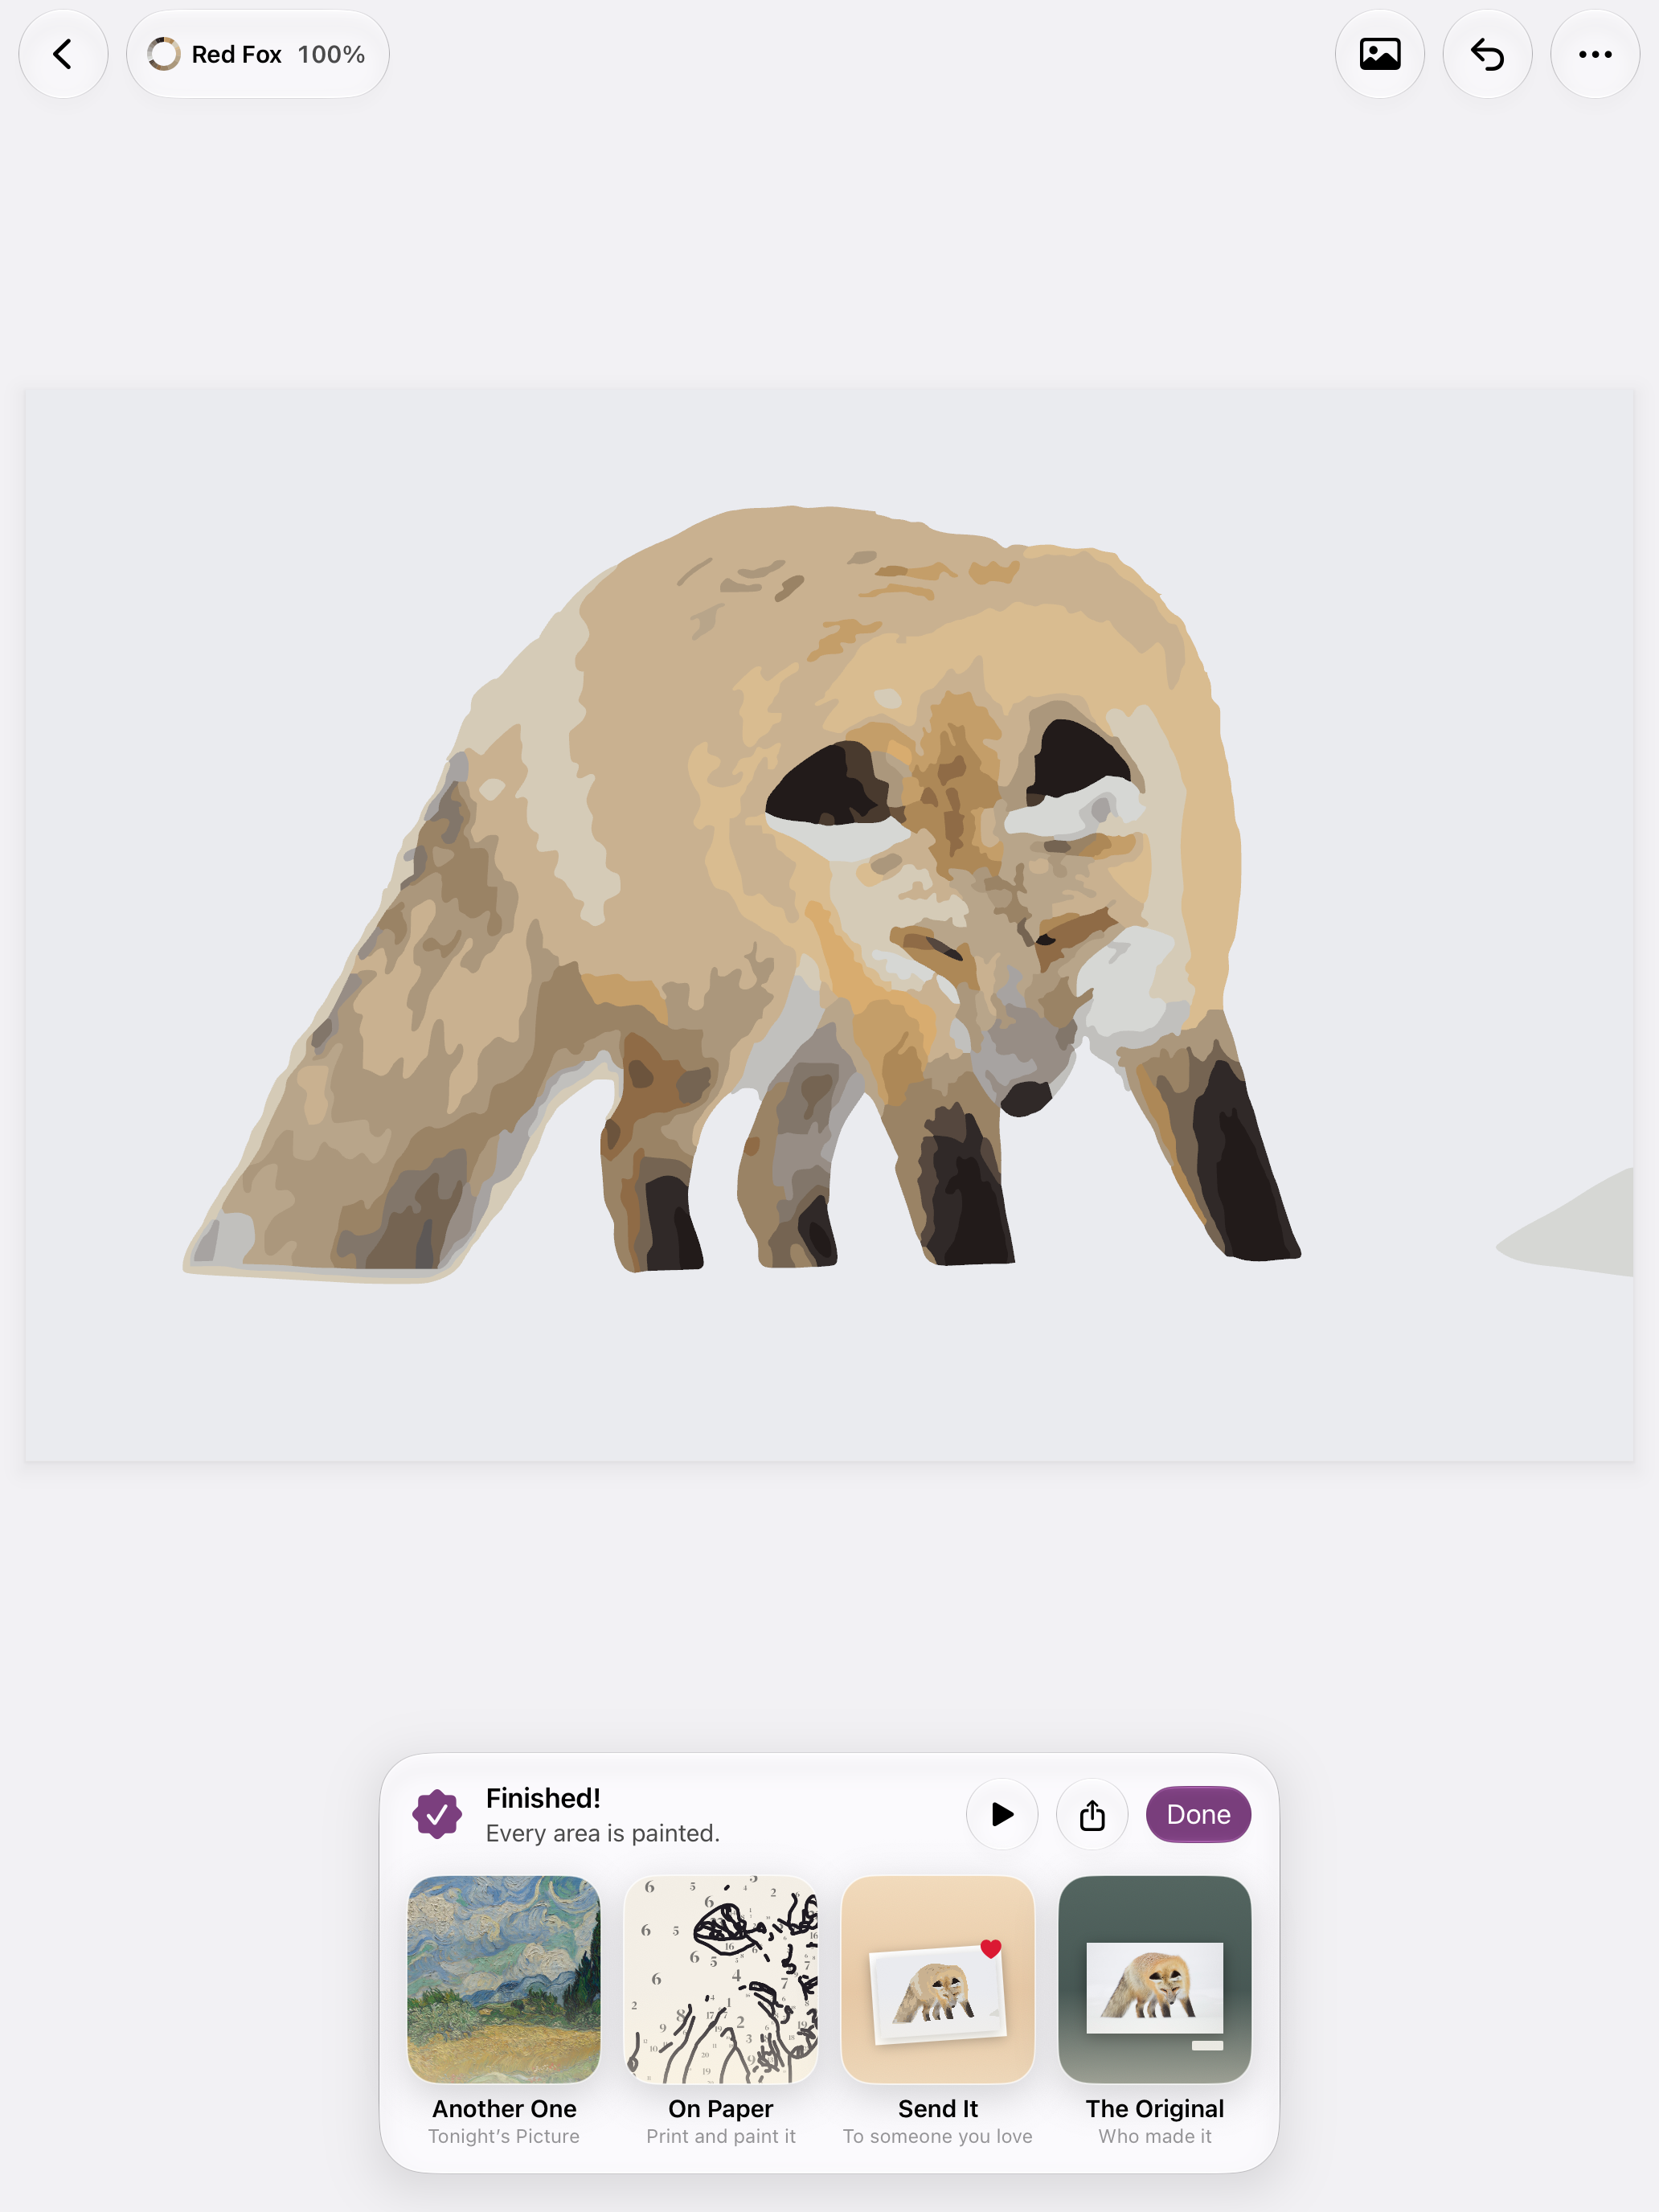 Red Fox 100%
Finished!
Every area is painted.
Done
Another One
Tonight’s Picture
On Paper
Print and paint it
Send It
To someone you love
The Original
Who made it